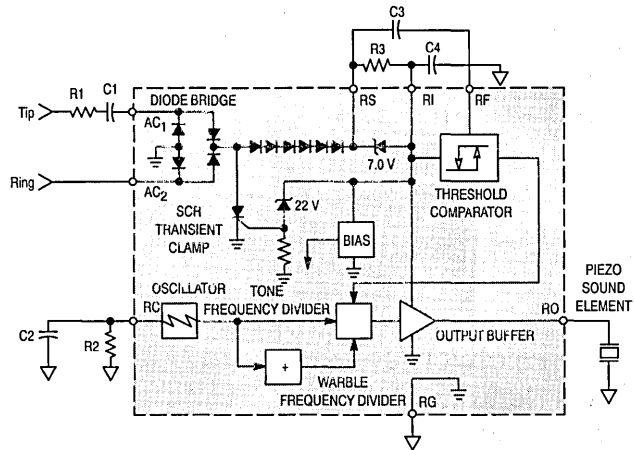 C3
R3
C4
R1
C1
DIODE BRIDGE
RS
RI
RF
Tip
AC1
7.0 V
THRESHOLD
COMPARATOR
Ring
AC2
SCR
TRANSIENT
CLAMP
22 V
BIAS
OSCILLATOR
TONE
FREQUENCY DIVIDER
PIEZO
SOUND
ELEMENT
RC
RO
C2
R2
OUTPUT BUFFER
+
WARBLE
FREQUENCY DIVIDER
RG